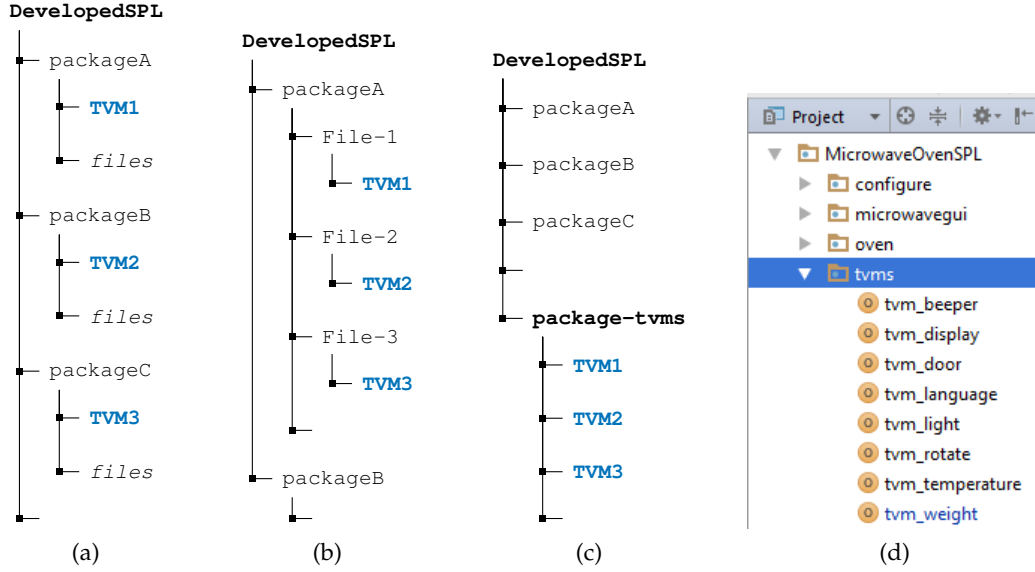 DevelopedSPL
packageA
TVM1
files
packageB
TVM2
files
packageC
TVM3
files
(a)
DevelopedSPL
packageA
File-1
TVM1
File-2
TVM2
File-3
TVM3
packageB
(b)
DevelopedSPL
packageA
packageB
packageC
package-tvms
TVM1
TVM2
TVM3
(c)
Project
MicrowaveOvenSPL
configure
microwavegui
oven
tvms
tvm_beeper
tvm_display
tvm_door
tvm_language
tvm_light
tvm_rotate
tvm_temperature
tvm_weight
(d)